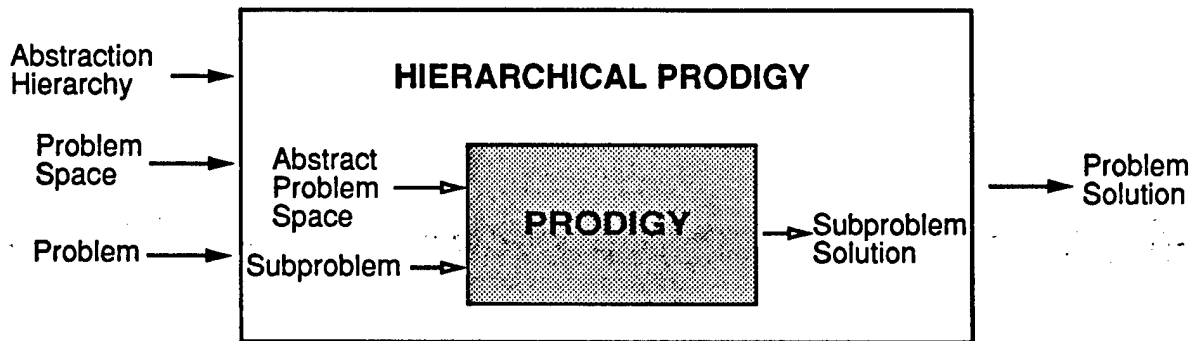 Abstraction
Hierarchy
HIERARCHICAL PRODIGY
Problem
Space
Abstract
Problem
Space
PRODIGY
Problem
Solution
Problem
Subproblem
Subproblem
Solution